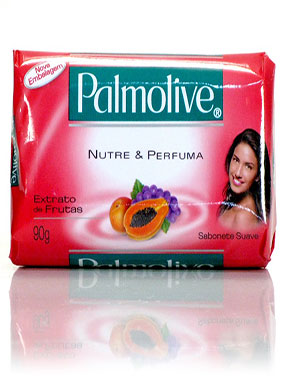 Nova
Embalagem
Palmolive®
NUTRE & PERFUMA
Extrato
de Frutas
90g
Sabonete Suave